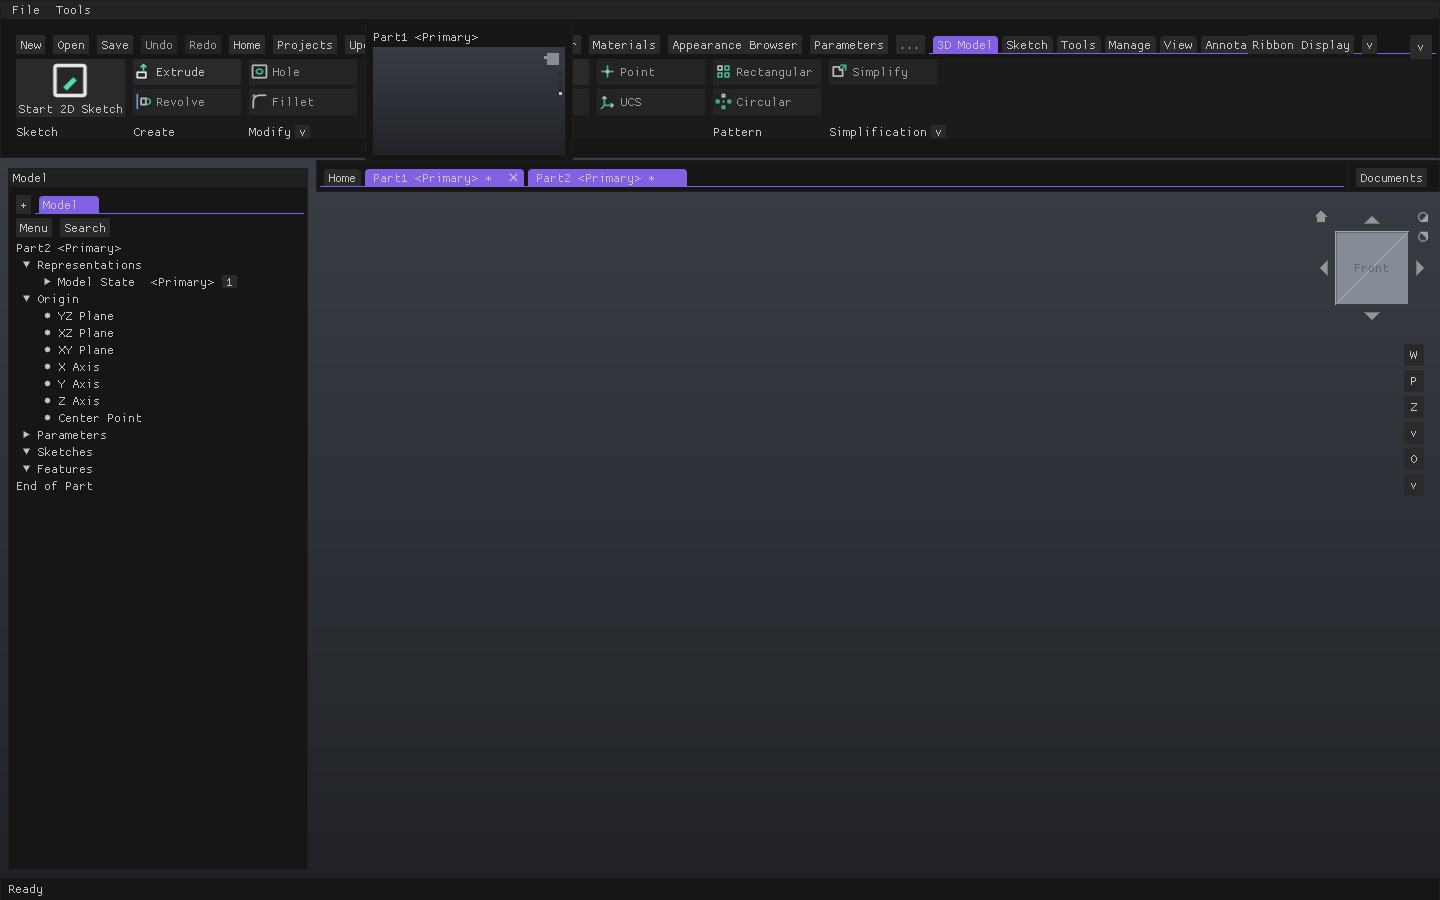 File Tools
Part1 <Primary>
New Open Save Undo Redo Home Projects Materials Appearance Browser Parameters ... 3D Model Sketch Tools Manage View Annota Ribbon Display v v
Extrude Hole Point Rectangular Simplify
Start 2D Sketch Revolve Fillet UCS Circular
Sketch Create Modify v Pattern Simplification v
Model
Home Part1 <Primary> * Part2 <Primary> * Documents
+ Model
Menu Search
Part2 <Primary>
Representations
Model State <Primary> 1
Origin
YZ Plane
XZ Plane
XY Plane
X Axis
Y Axis
Z Axis
Center Point
Parameters
Sketches
Features
End of Part
Front
W
P
Z
v
O
v
Ready